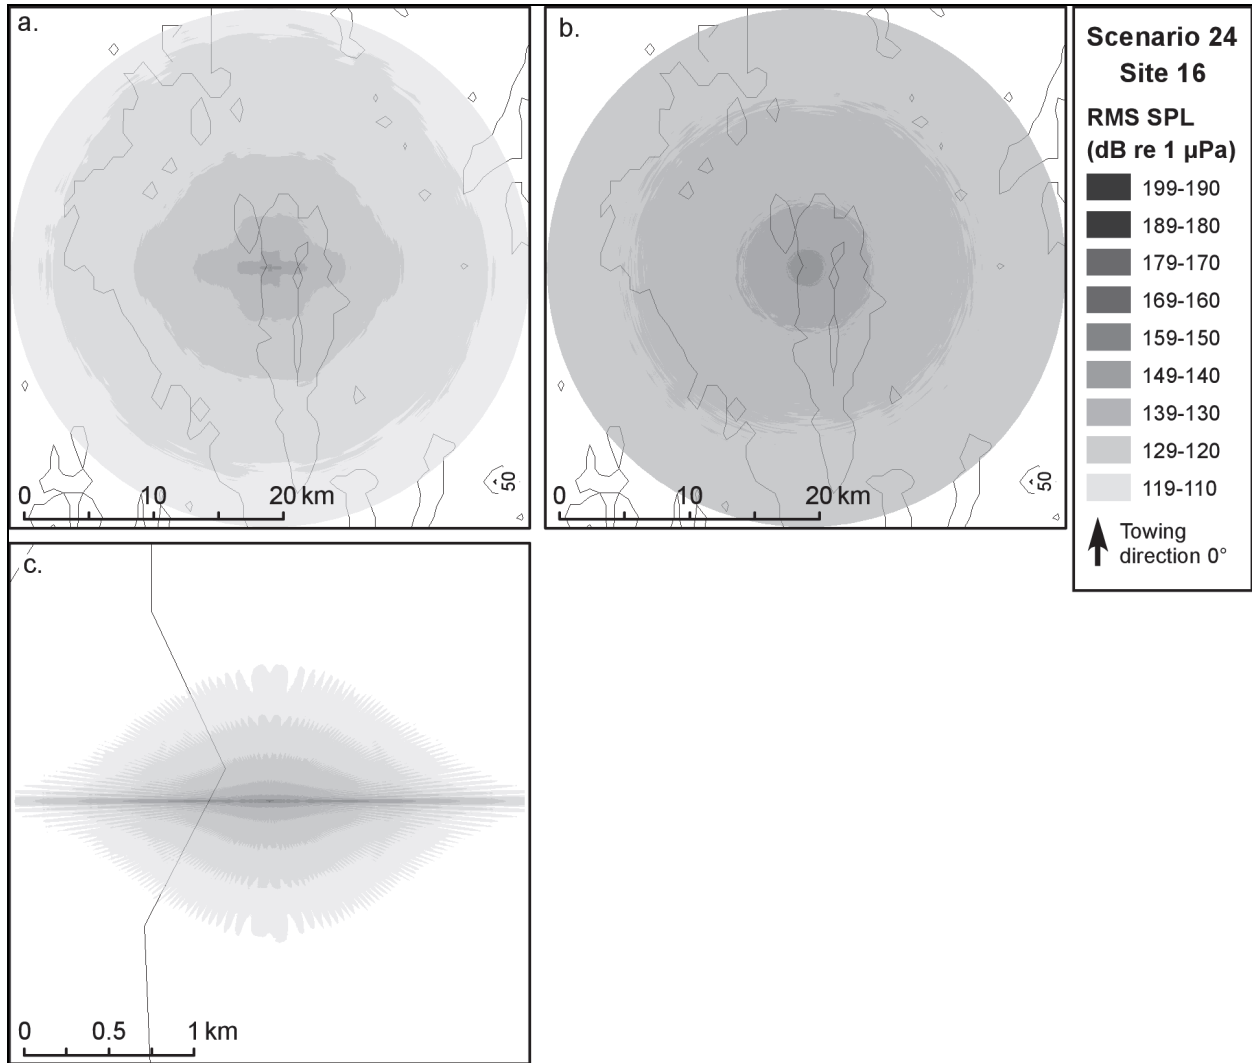 a.
0 10 20 km
50
b.
0 10 20 km
50
Scenario 24
Site 16
RMS SPL
(dB re 1 µPa)
199-190
189-180
179-170
169-160
159-150
149-140
139-130
129-120
119-110
Towing
direction 0°
c.
0 0.5 1 km